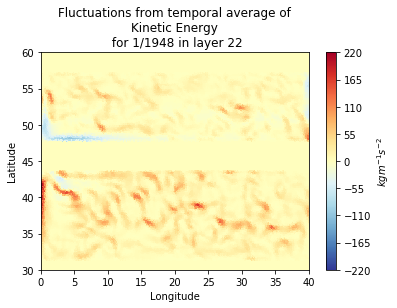 Fluctuations from temporal average of
Kinetic Energy
for 1/1948 in layer 22
60
55
50
45
40
35
30
Latitude
0 5 10 15 20 25 30 35 40
Longitude
220
165
110
55
0
−55
−110
−165
−220
kgm⁻¹s⁻²